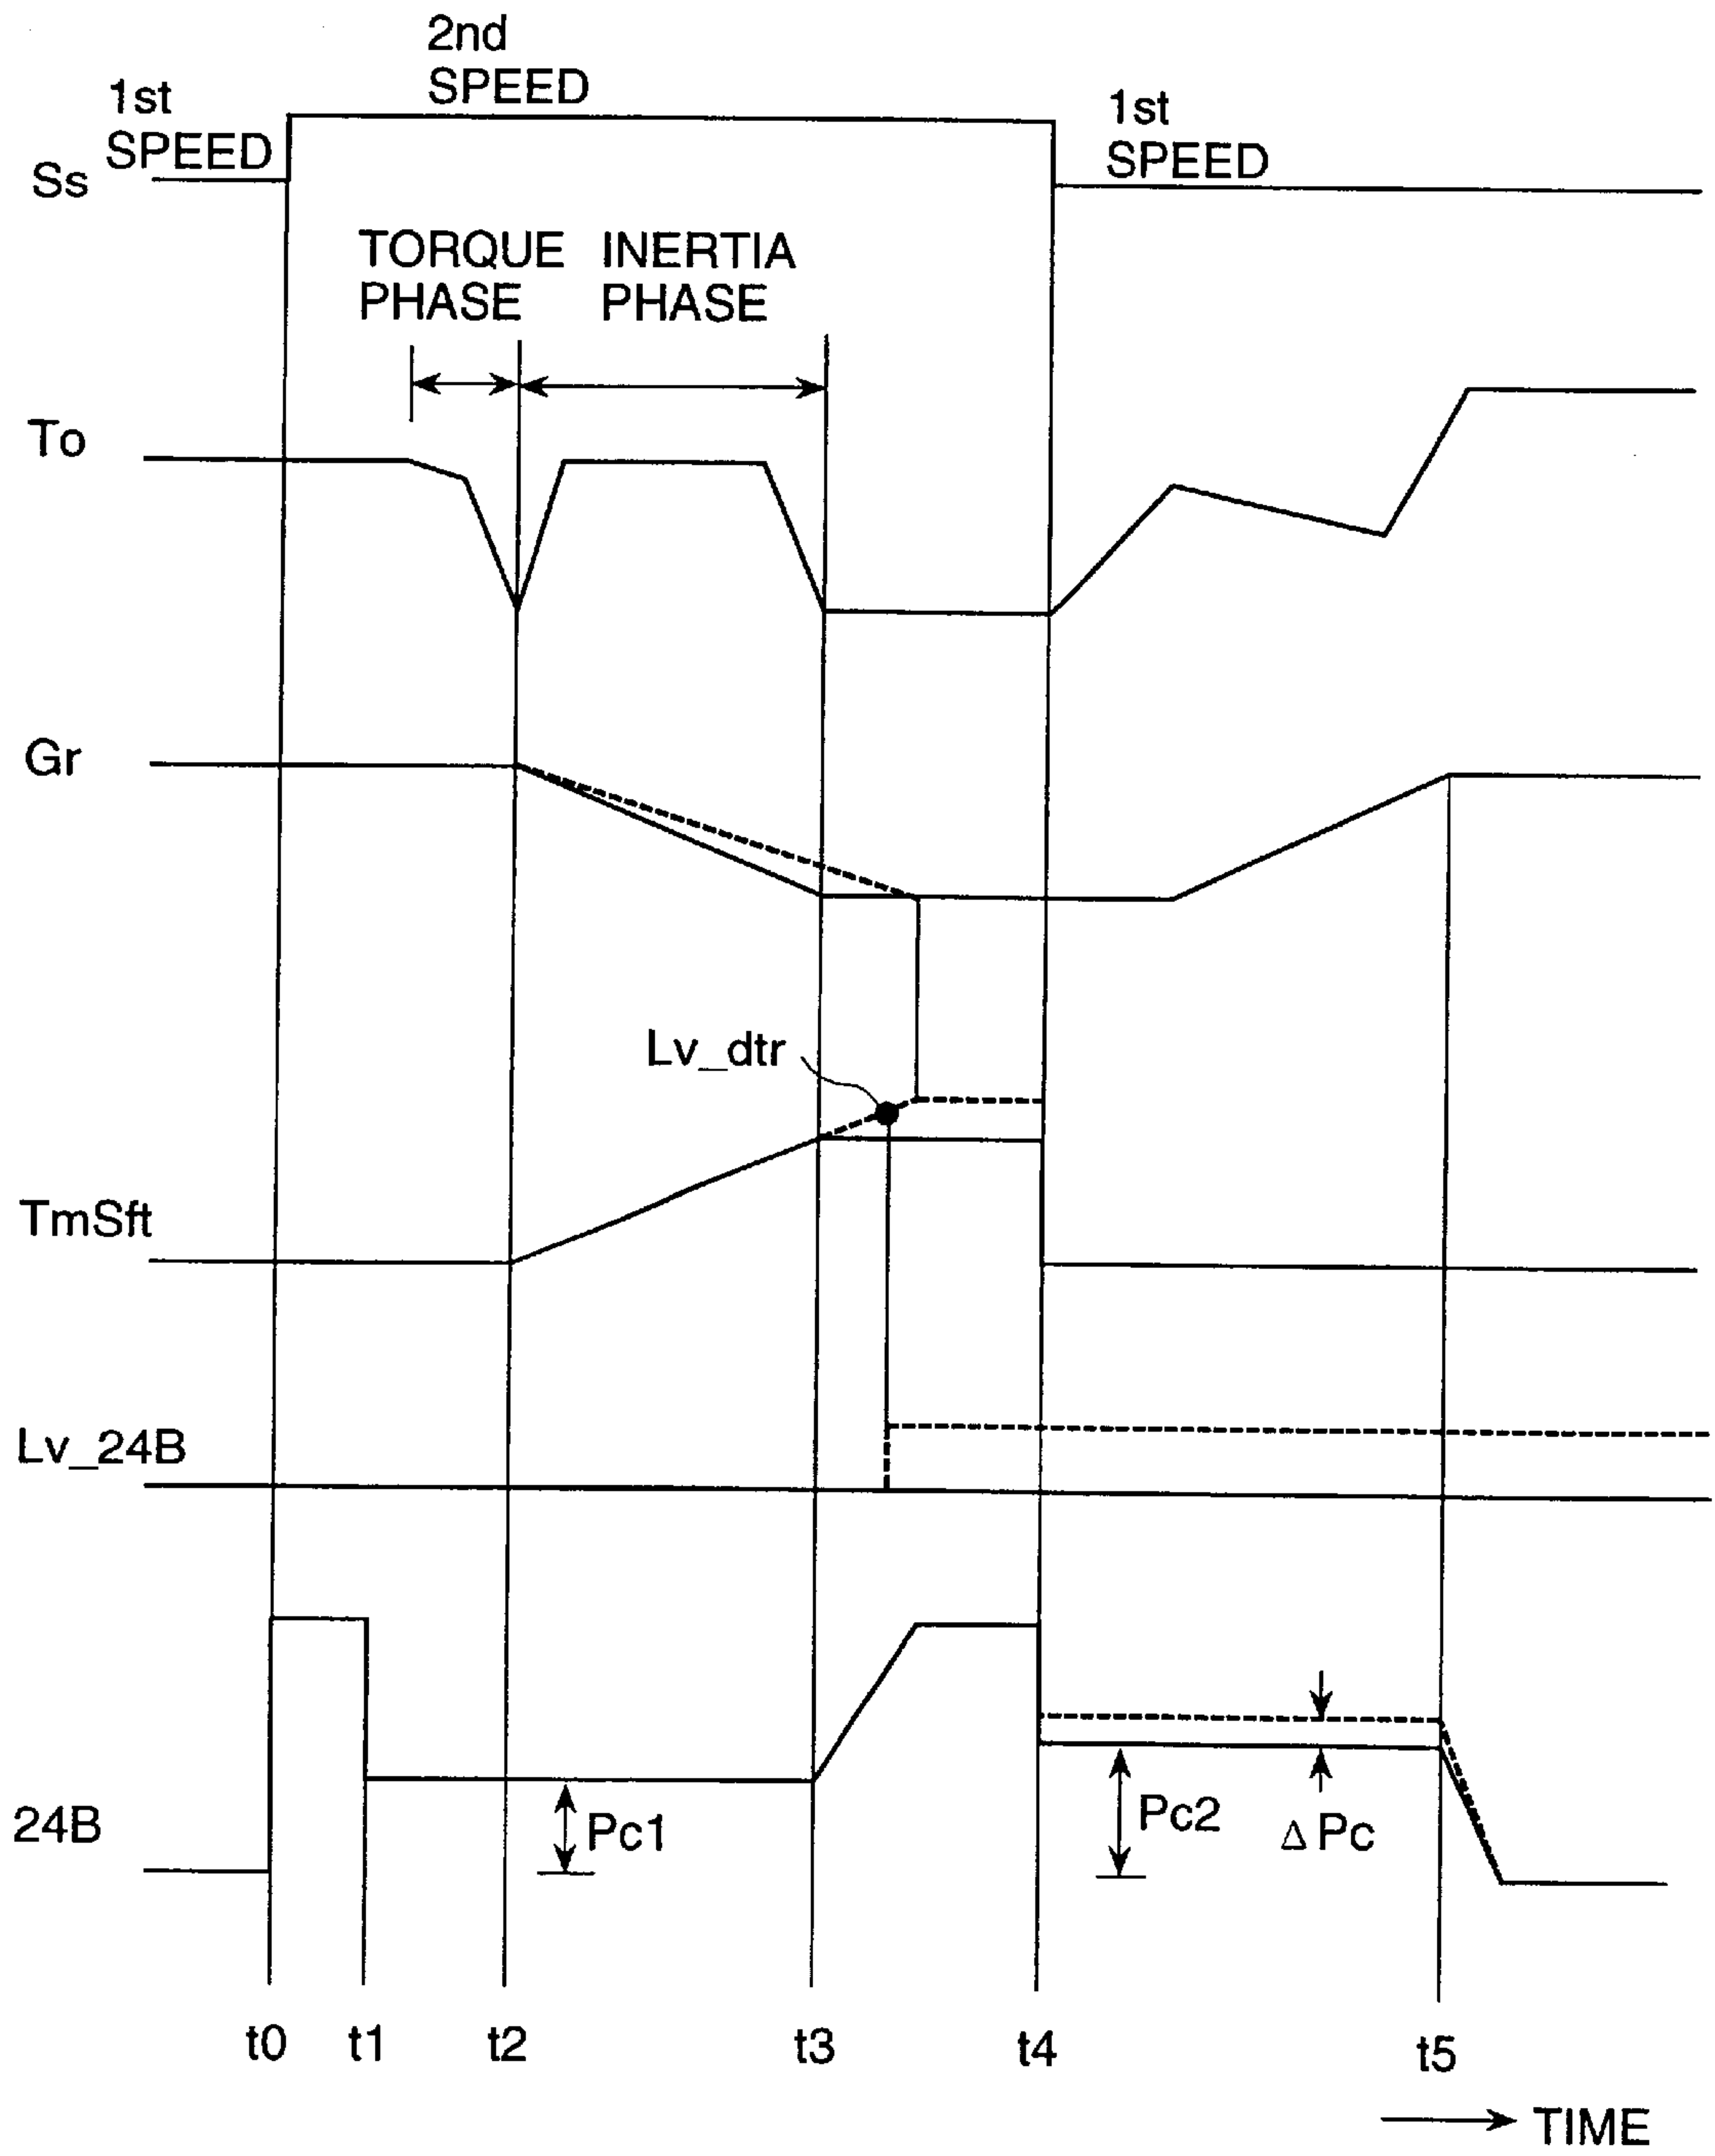 2nd
SPEED
1st
SPEED
1st
SPEED
Ss
TORQUE
PHASE
INERTIA
PHASE
To
Gr
Lv_dtr
TmSft
Lv_24B
24B
Pc1
Pc2
Δ Pc
t0
t1
t2
t3
t4
t5
TIME